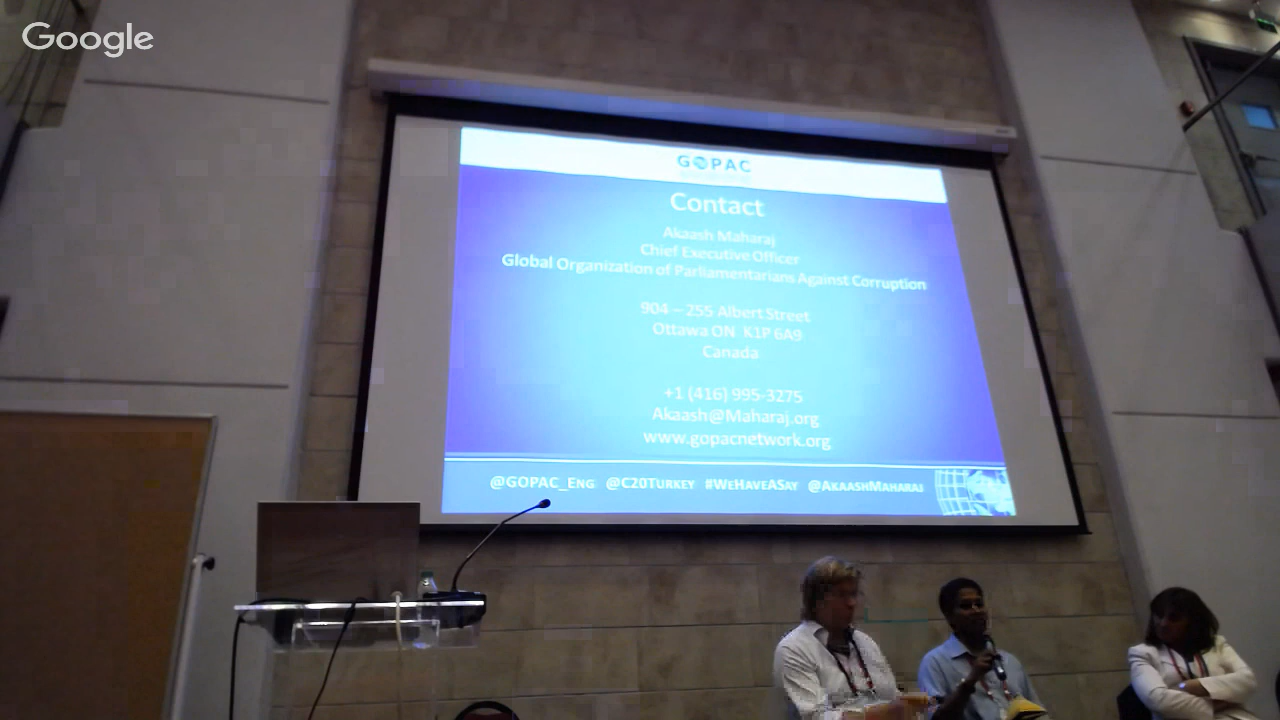 Google
GOPAC
Contact
Akaash Maharaj
Chief Executive Officer
Global Organization of Parliamentarians Against Corruption
904 – 255 Albert Street
Ottawa ON K1P 6A9
Canada
+1 (416) 995-3275
Akaash@Maharaj.org
www.gopacnetwork.org
@GOPAC_Eng @C20Turkey #WeHaveASay @AkaashMaharaj